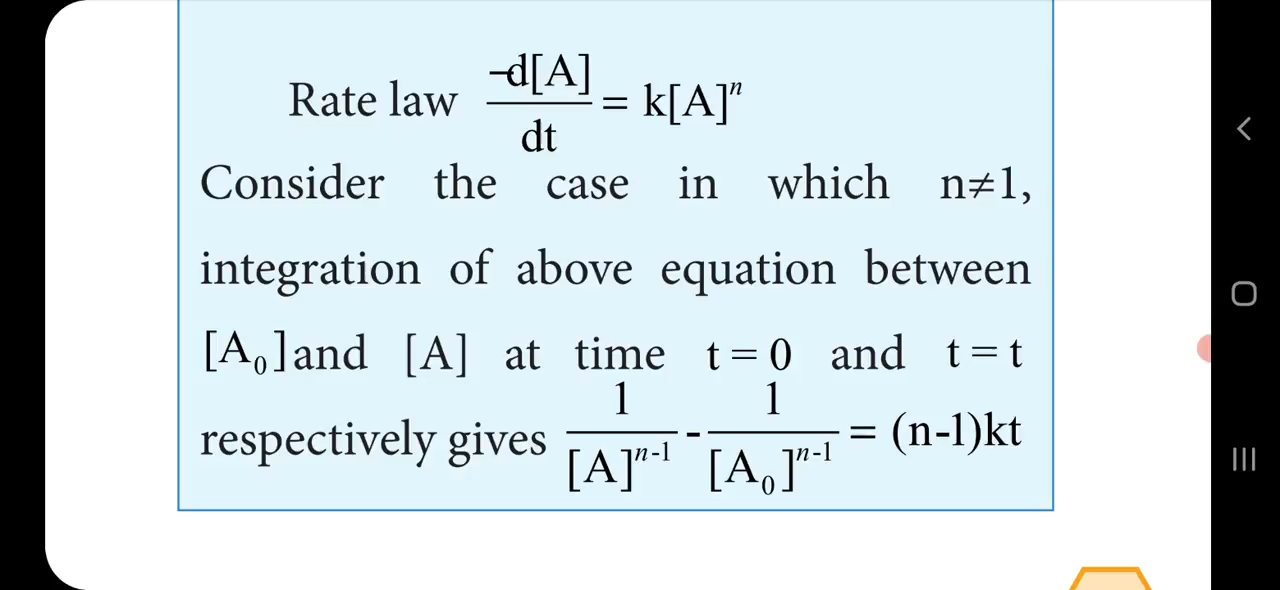 Rate law -d[A]/dt = k[A]^n
Consider the case in which n≠1,
integration of above equation between
[A₀] and [A] at time t = 0 and t = t
respectively gives 1/[A]^(n-1) - 1/[A₀]^(n-1) = (n-1)kt